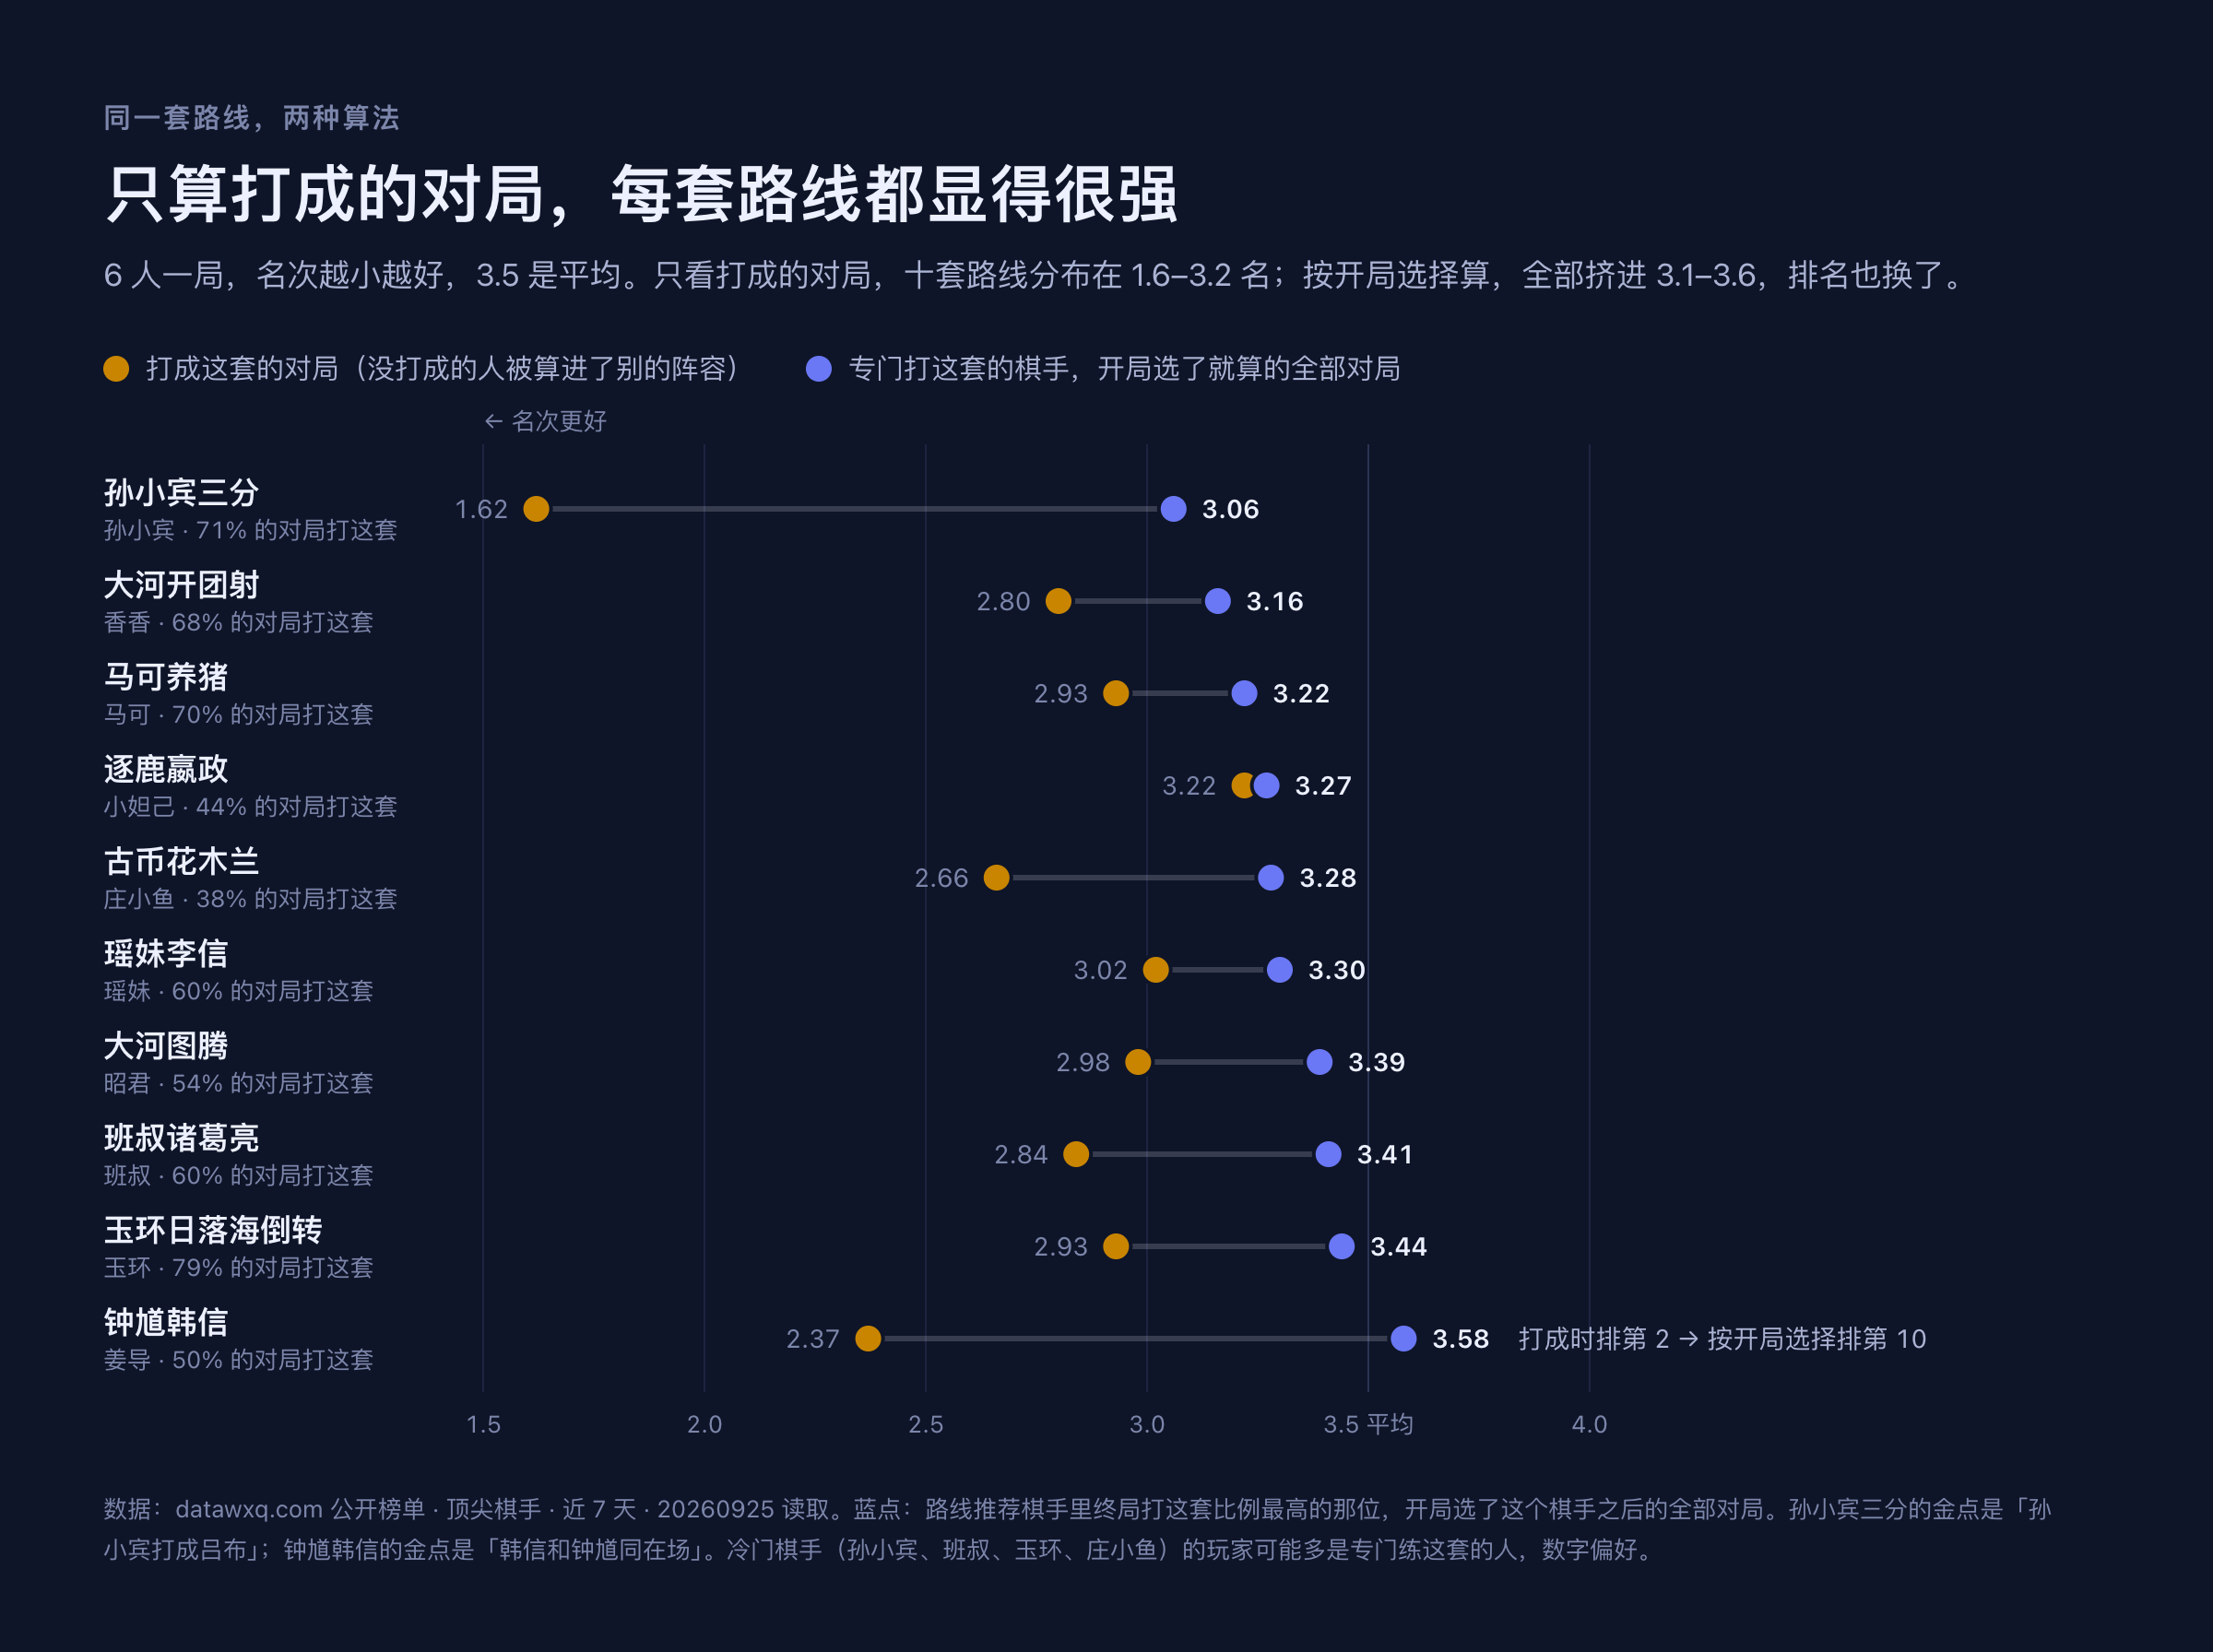 同一套路线，两种算法
只算打成的对局，每套路线都显得很强
6 人一局，名次越小越好，3.5 是平均。只看打成的对局，十套路线分布在 1.6–3.2 名；按开局选择算，全部挤进 3.1–3.6，排名也换了。
打成这套的对局（没打成的人被算进了别的阵容）
专门打这套的棋手，开局选了就算的全部对局
← 名次更好
孙小宾三分
孙小宾 · 71% 的对局打这套
1.62
3.06
大河开团射
香香 · 68% 的对局打这套
2.80
3.16
马可养猪
马可 · 70% 的对局打这套
2.93
3.22
逐鹿嬴政
小妲己 · 44% 的对局打这套
3.22
3.27
古币花木兰
庄小鱼 · 38% 的对局打这套
2.66
3.28
瑶妹李信
瑶妹 · 60% 的对局打这套
3.02
3.30
大河图腾
昭君 · 54% 的对局打这套
2.98
3.39
班叔诸葛亮
班叔 · 60% 的对局打这套
2.84
3.41
玉环日落海倒转
玉环 · 79% 的对局打这套
2.93
3.44
钟馗韩信
姜导 · 50% 的对局打这套
2.37
3.58
打成时排第 2 → 按开局选择排第 10
1.5
2.0
2.5
3.0
3.5 平均
4.0
数据：datawxq.com 公开榜单 · 顶尖棋手 · 近 7 天 · 20260925 读取。蓝点：路线推荐棋手里终局打这套比例最高的那位，开局选了这个棋手之后的全部对局。孙小宾三分的金点是「孙
小宾打成吕布」；钟馗韩信的金点是「韩信和钟馗同在场」。冷门棋手（孙小宾、班叔、玉环、庄小鱼）的玩家可能多是专门练这套的人，数字偏好。